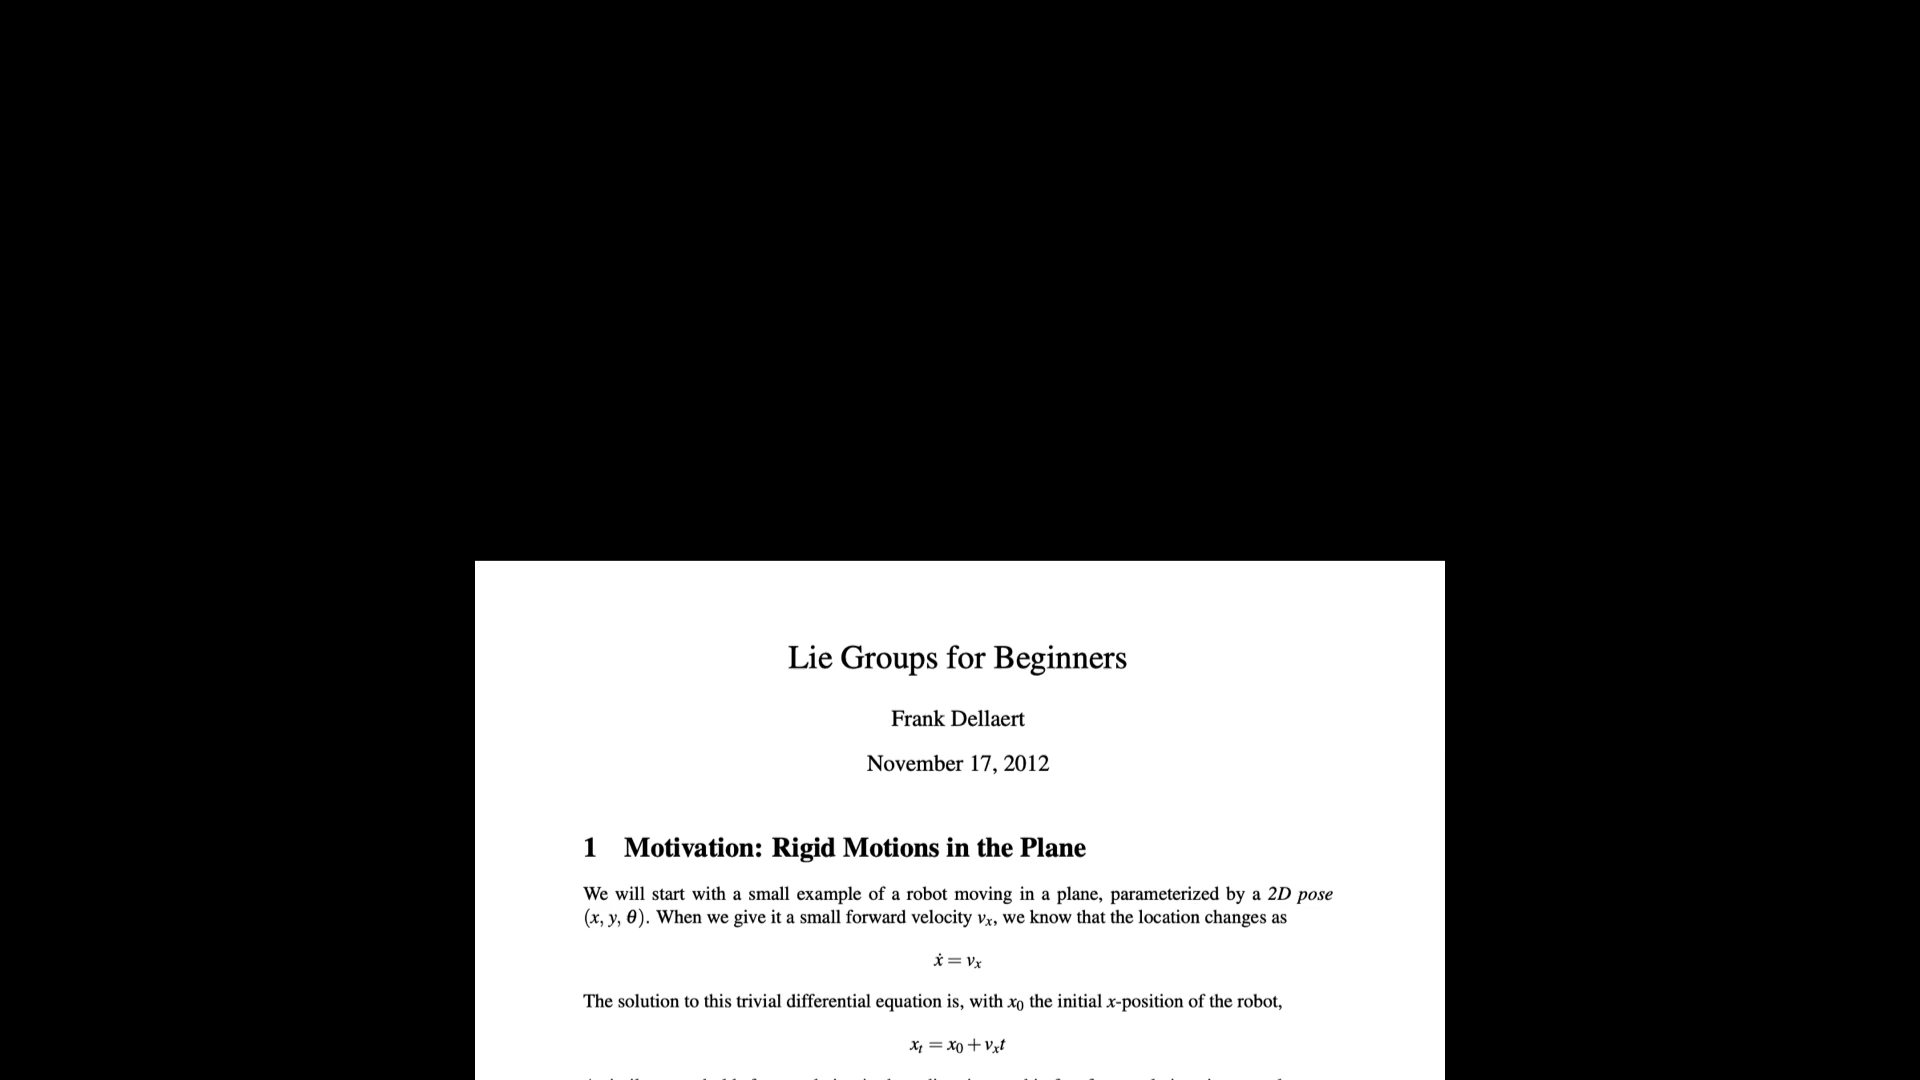 Lie Groups for Beginners
Frank Dellaert
November 17, 2012
1 Motivation: Rigid Motions in the Plane
We will start with a small example of a robot moving in a plane, parameterized by a 2D pose
(x, y, θ). When we give it a small forward velocity vₓ, we know that the location changes as
ẋ = vₓ
The solution to this trivial differential equation is, with x₀ the initial x-position of the robot,
xₜ = x₀ + vₓt